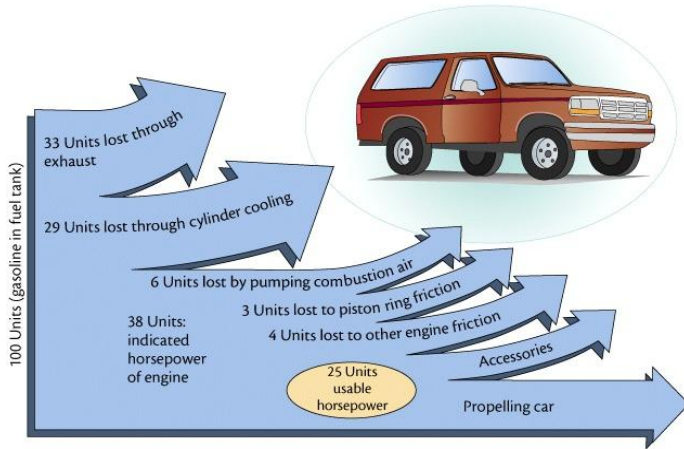 100 Units (gasoline in fuel tank)
33 Units lost through
exhaust
29 Units lost through cylinder cooling
6 Units lost by pumping combustion air
3 Units lost to piston ring friction
4 Units lost to other engine friction
38 Units:
indicated
horsepower
of engine
Accessories
25 Units
usable
horsepower
Propelling car